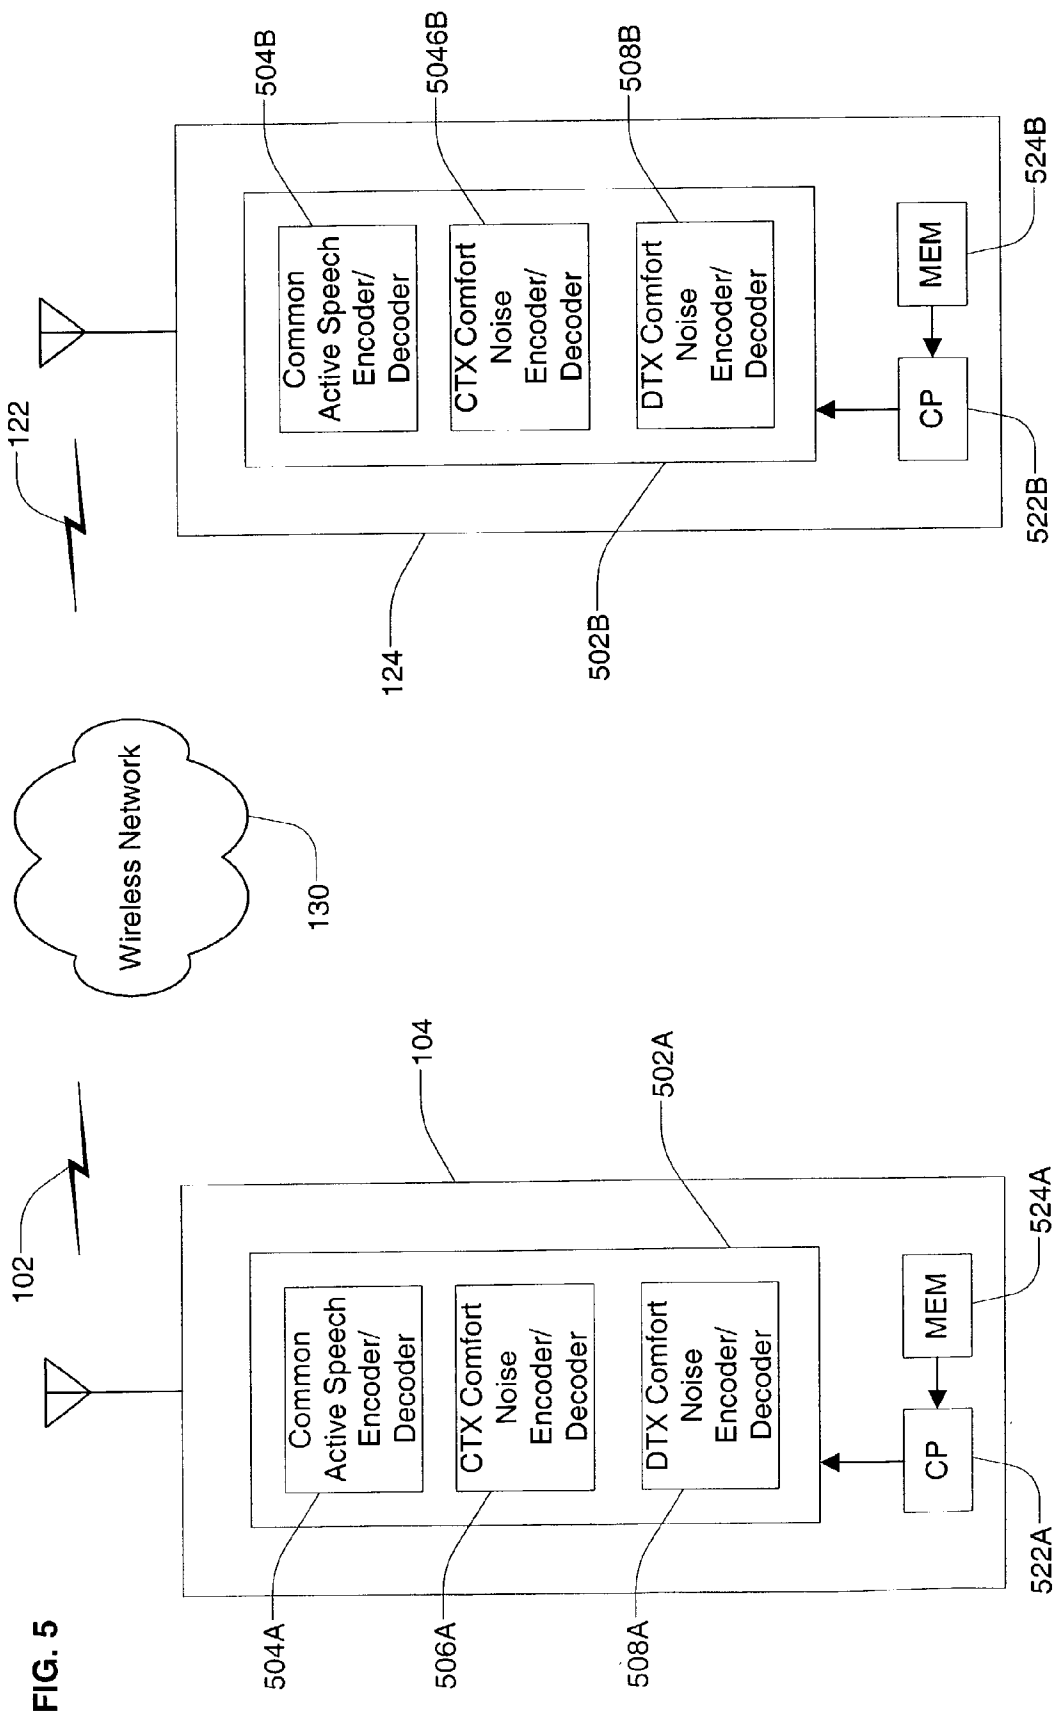 FIG. 5
102
122
Wireless Network
130
104
502A
504A
Common
Active Speech
Encoder/
Decoder
506A
CTX Comfort
Noise
Encoder/
Decoder
508A
DTX Comfort
Noise
Encoder/
Decoder
CP
MEM
522A
524A
124
502B
Common
Active Speech
Encoder/
Decoder
504B
CTX Comfort
Noise
Encoder/
Decoder
5046B
DTX Comfort
Noise
Encoder/
Decoder
508B
CP
MEM
522B
524B